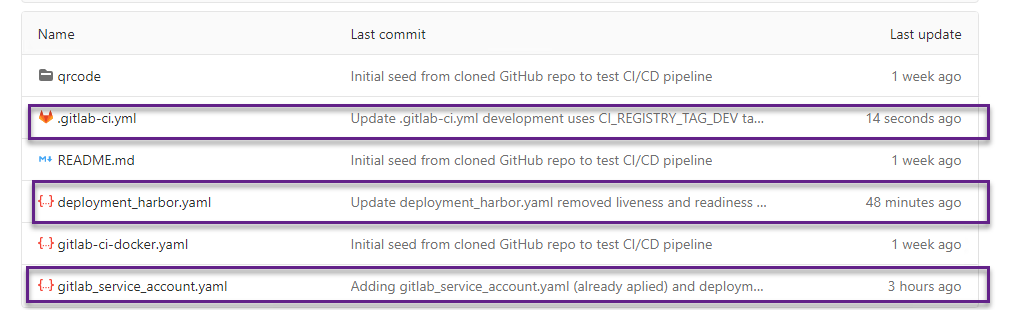 Name Last commit Last update
qrcode Initial seed from cloned GitHub repo to test CI/CD pipeline 1 week ago
.gitlab-ci.yml Update .gitlab-ci.yml development uses CI_REGISTRY_TAG_DEV ta... 14 seconds ago
M↓ README.md Initial seed from cloned GitHub repo to test CI/CD pipeline 1 week ago
{··} deployment_harbor.yaml Update deployment_harbor.yaml removed liveness and readiness ... 48 minutes ago
{··} gitlab-ci-docker.yaml Initial seed from cloned GitHub repo to test CI/CD pipeline 1 week ago
{··} gitlab_service_account.yaml Adding gitlab_service_account.yaml (already aplied) and deploym... 3 hours ago